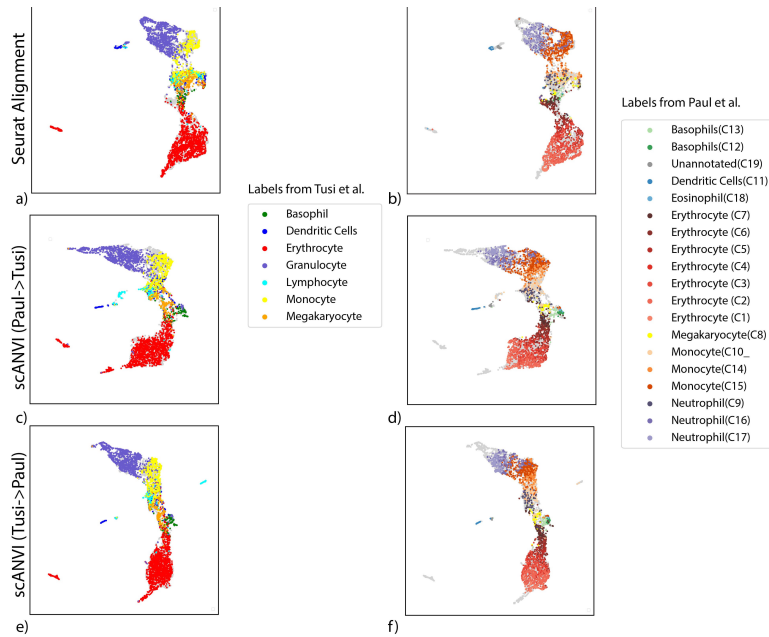 Seurat Alignment
a)
b)
scANVI (Paul->Tusi)
c)
d)
scANVI (Tusi->Paul)
e)
f)
Labels from Tusi et al.
Basophil
Dendritic Cells
Erythrocyte
Granulocyte
Lymphocyte
Monocyte
Megakaryocyte
Labels from Paul et al.
Basophils(C13)
Basophils(C12)
Unannotated(C19)
Dendritic Cells(C11)
Eosinophil(C18)
Erythrocyte (C7)
Erythrocyte (C6)
Erythrocyte (C5)
Erythrocyte (C4)
Erythrocyte (C3)
Erythrocyte (C2)
Erythrocyte (C1)
Megakaryocyte(C8)
Monocyte(C10_
Monocyte(C14)
Monocyte(C15)
Neutrophil(C9)
Neutrophil(C16)
Neutrophil(C17)